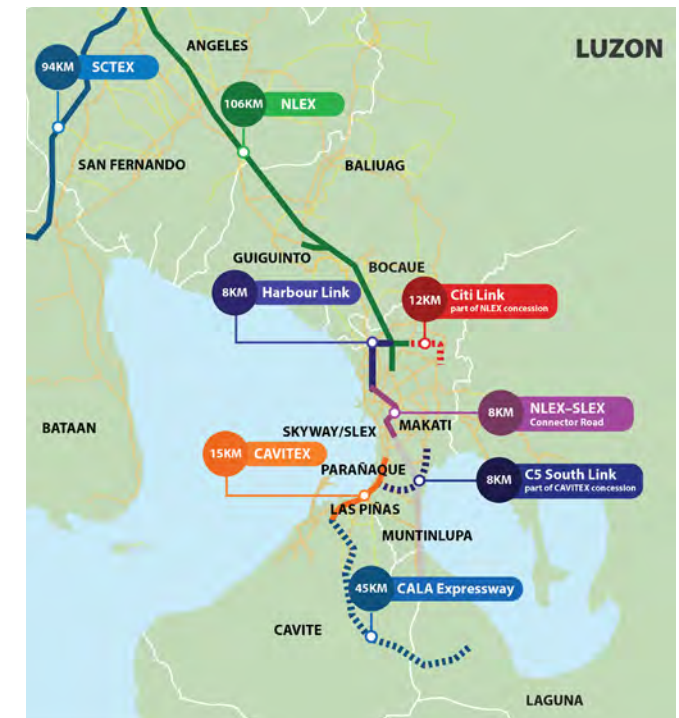 LUZON
ANGELES
94KM SCTEX
106KM NLEX
SAN FERNANDO
BALIUAG
GUIGUINTO
BOCAUE
8KM Harbour Link
12KM Citi Link
part of NLEX concession
BATAAN
SKYWAY/SLEX
MAKATI
8KM NLEX–SLEX
Connector Road
15KM CAVITEX
PARAÑAQUE
8KM C5 South Link
part of CAVITEX concession
LAS PIÑAS
MUNTINLUPA
45KM CALA Expressway
CAVITE
LAGUNA